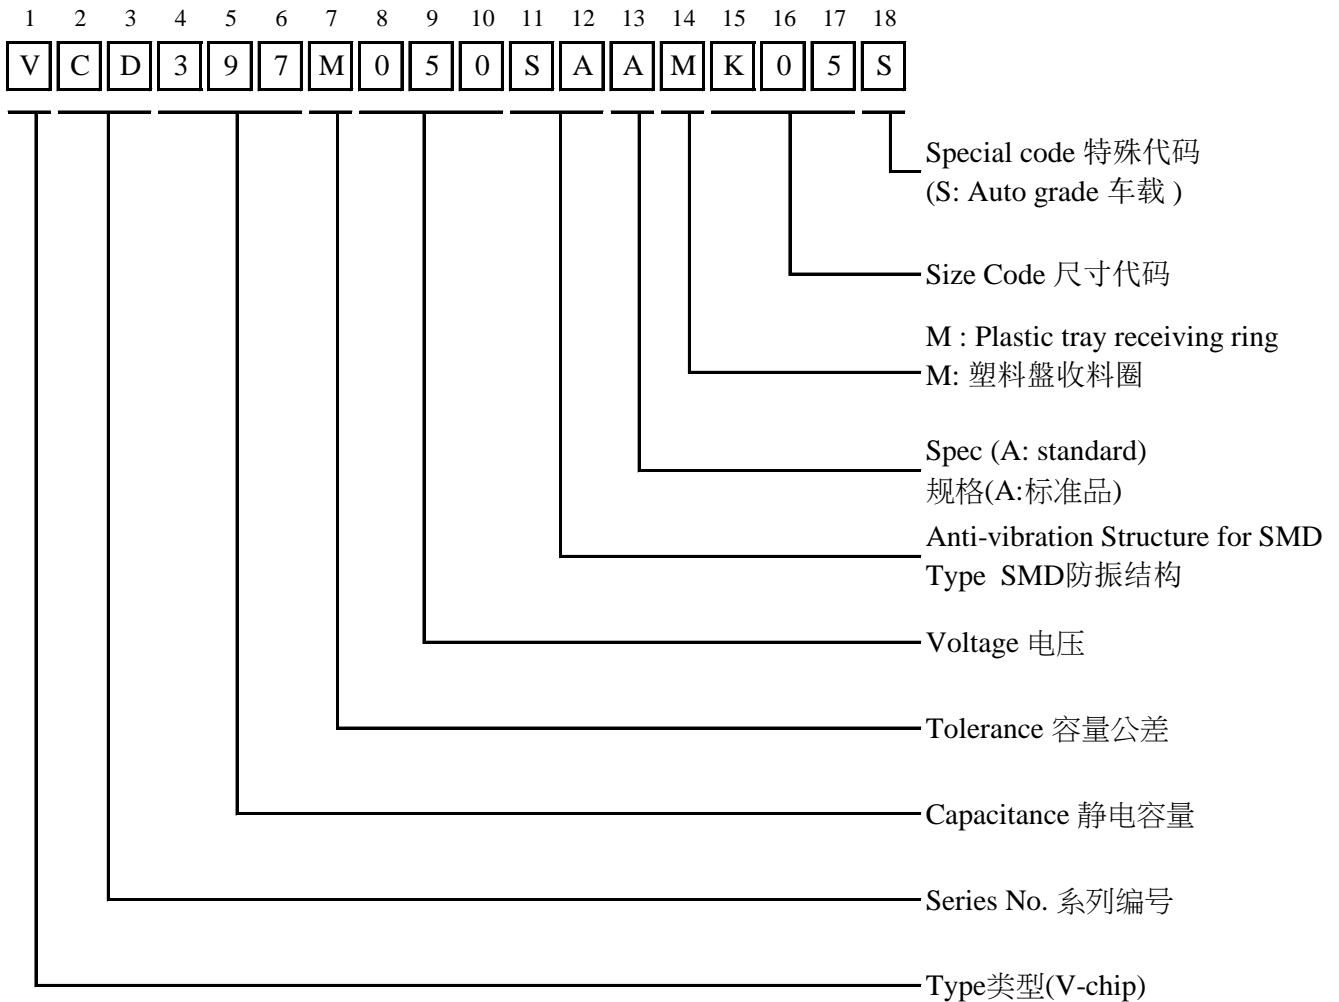 1 2 3 4 5 6 7 8 9 10 11 12 13 14 15 16 17 18
V C D 3 9 7 M 0 5 0 S A A M K 0 5 S
Special code 特殊代码
(S: Auto grade 车载 )
Size Code 尺寸代码
M : Plastic tray receiving ring
M: 塑料盤收料圈
Spec (A: standard)
规格(A:标准品)
Anti-vibration Structure for SMD
Type SMD防振结构
Voltage 电压
Tolerance 容量公差
Capacitance 静电容量
Series No. 系列编号
Type类型(V-chip)